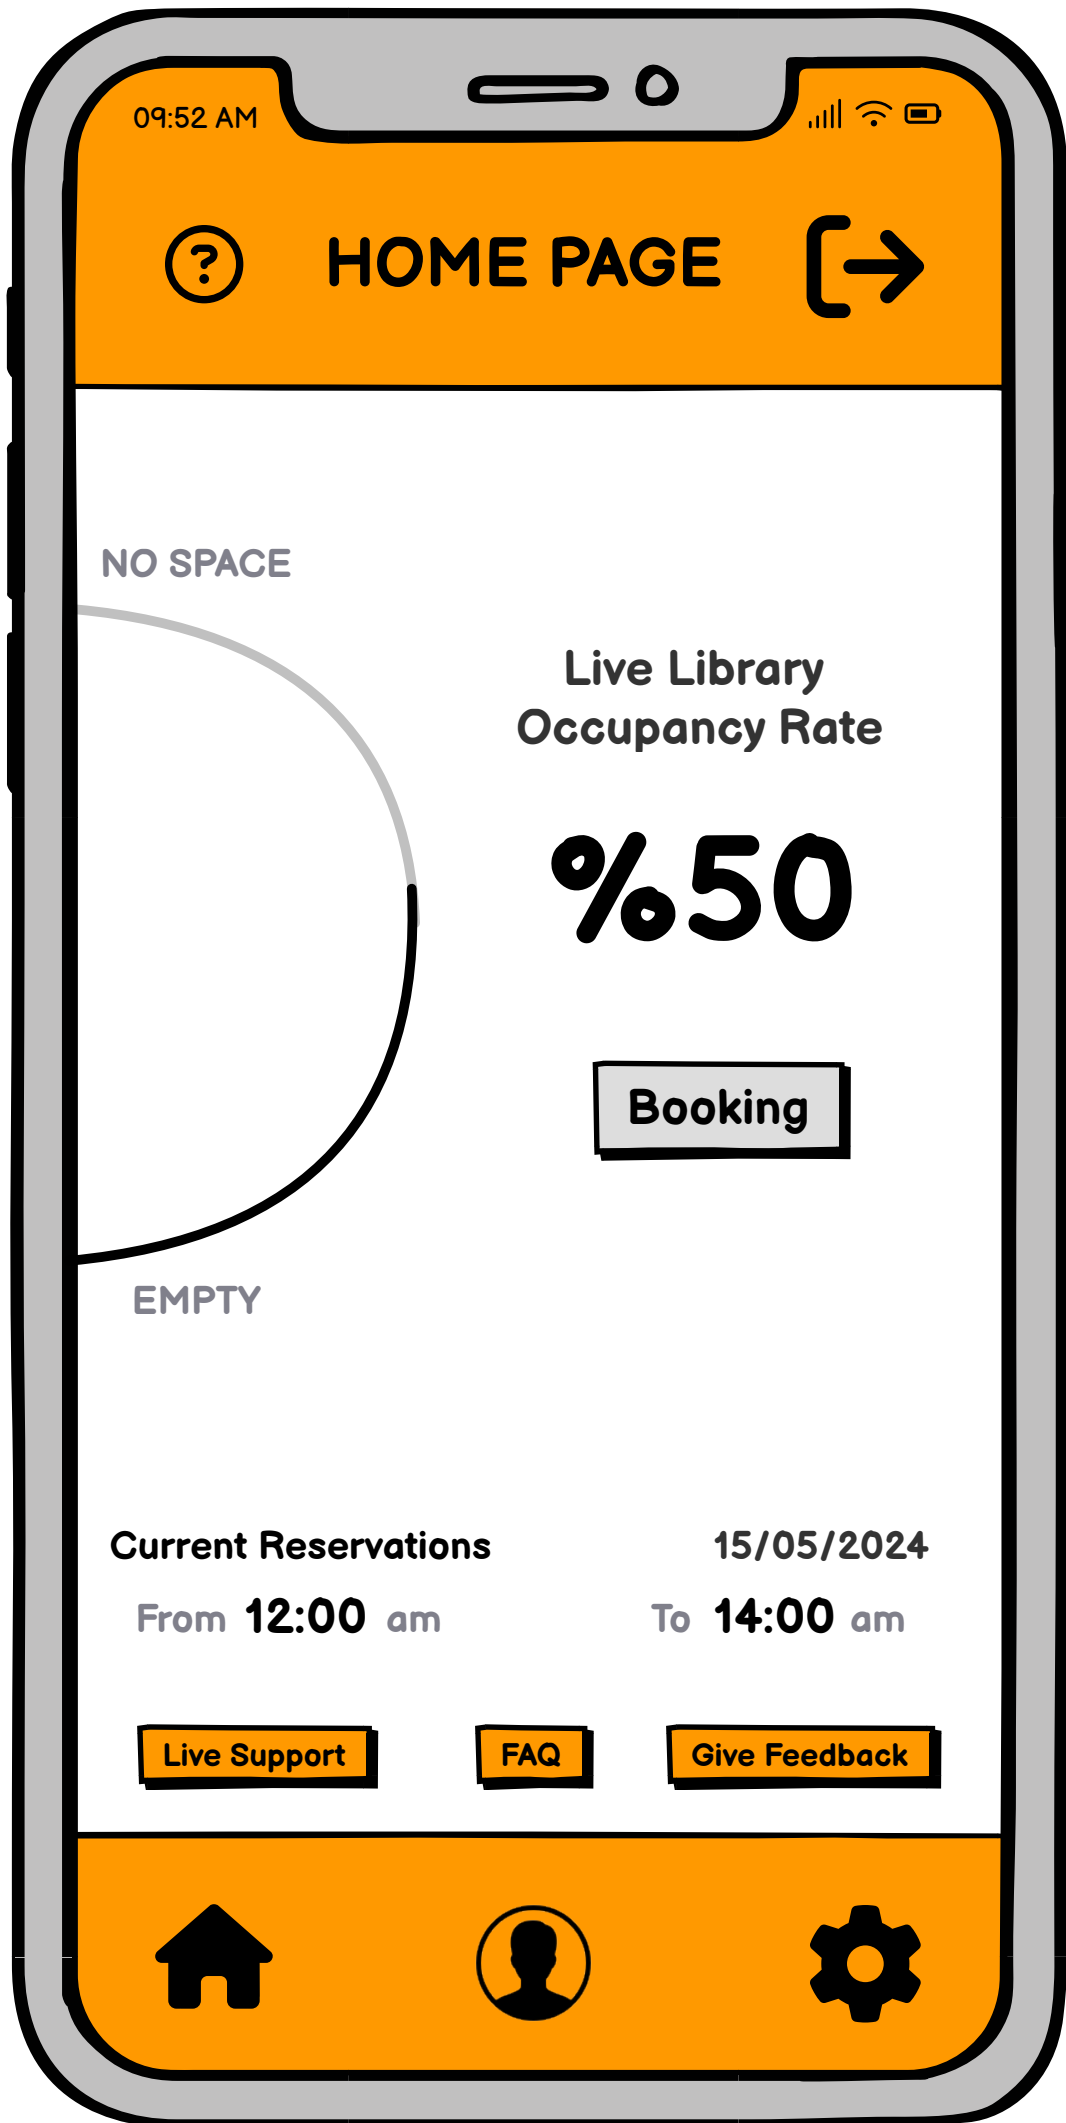 09:52 AM
? HOME PAGE
NO SPACE
Live Library
Occupancy Rate
%50
Booking
EMPTY
Current Reservations 15/05/2024
From 12:00 am To 14:00 am
Live Support FAQ Give Feedback